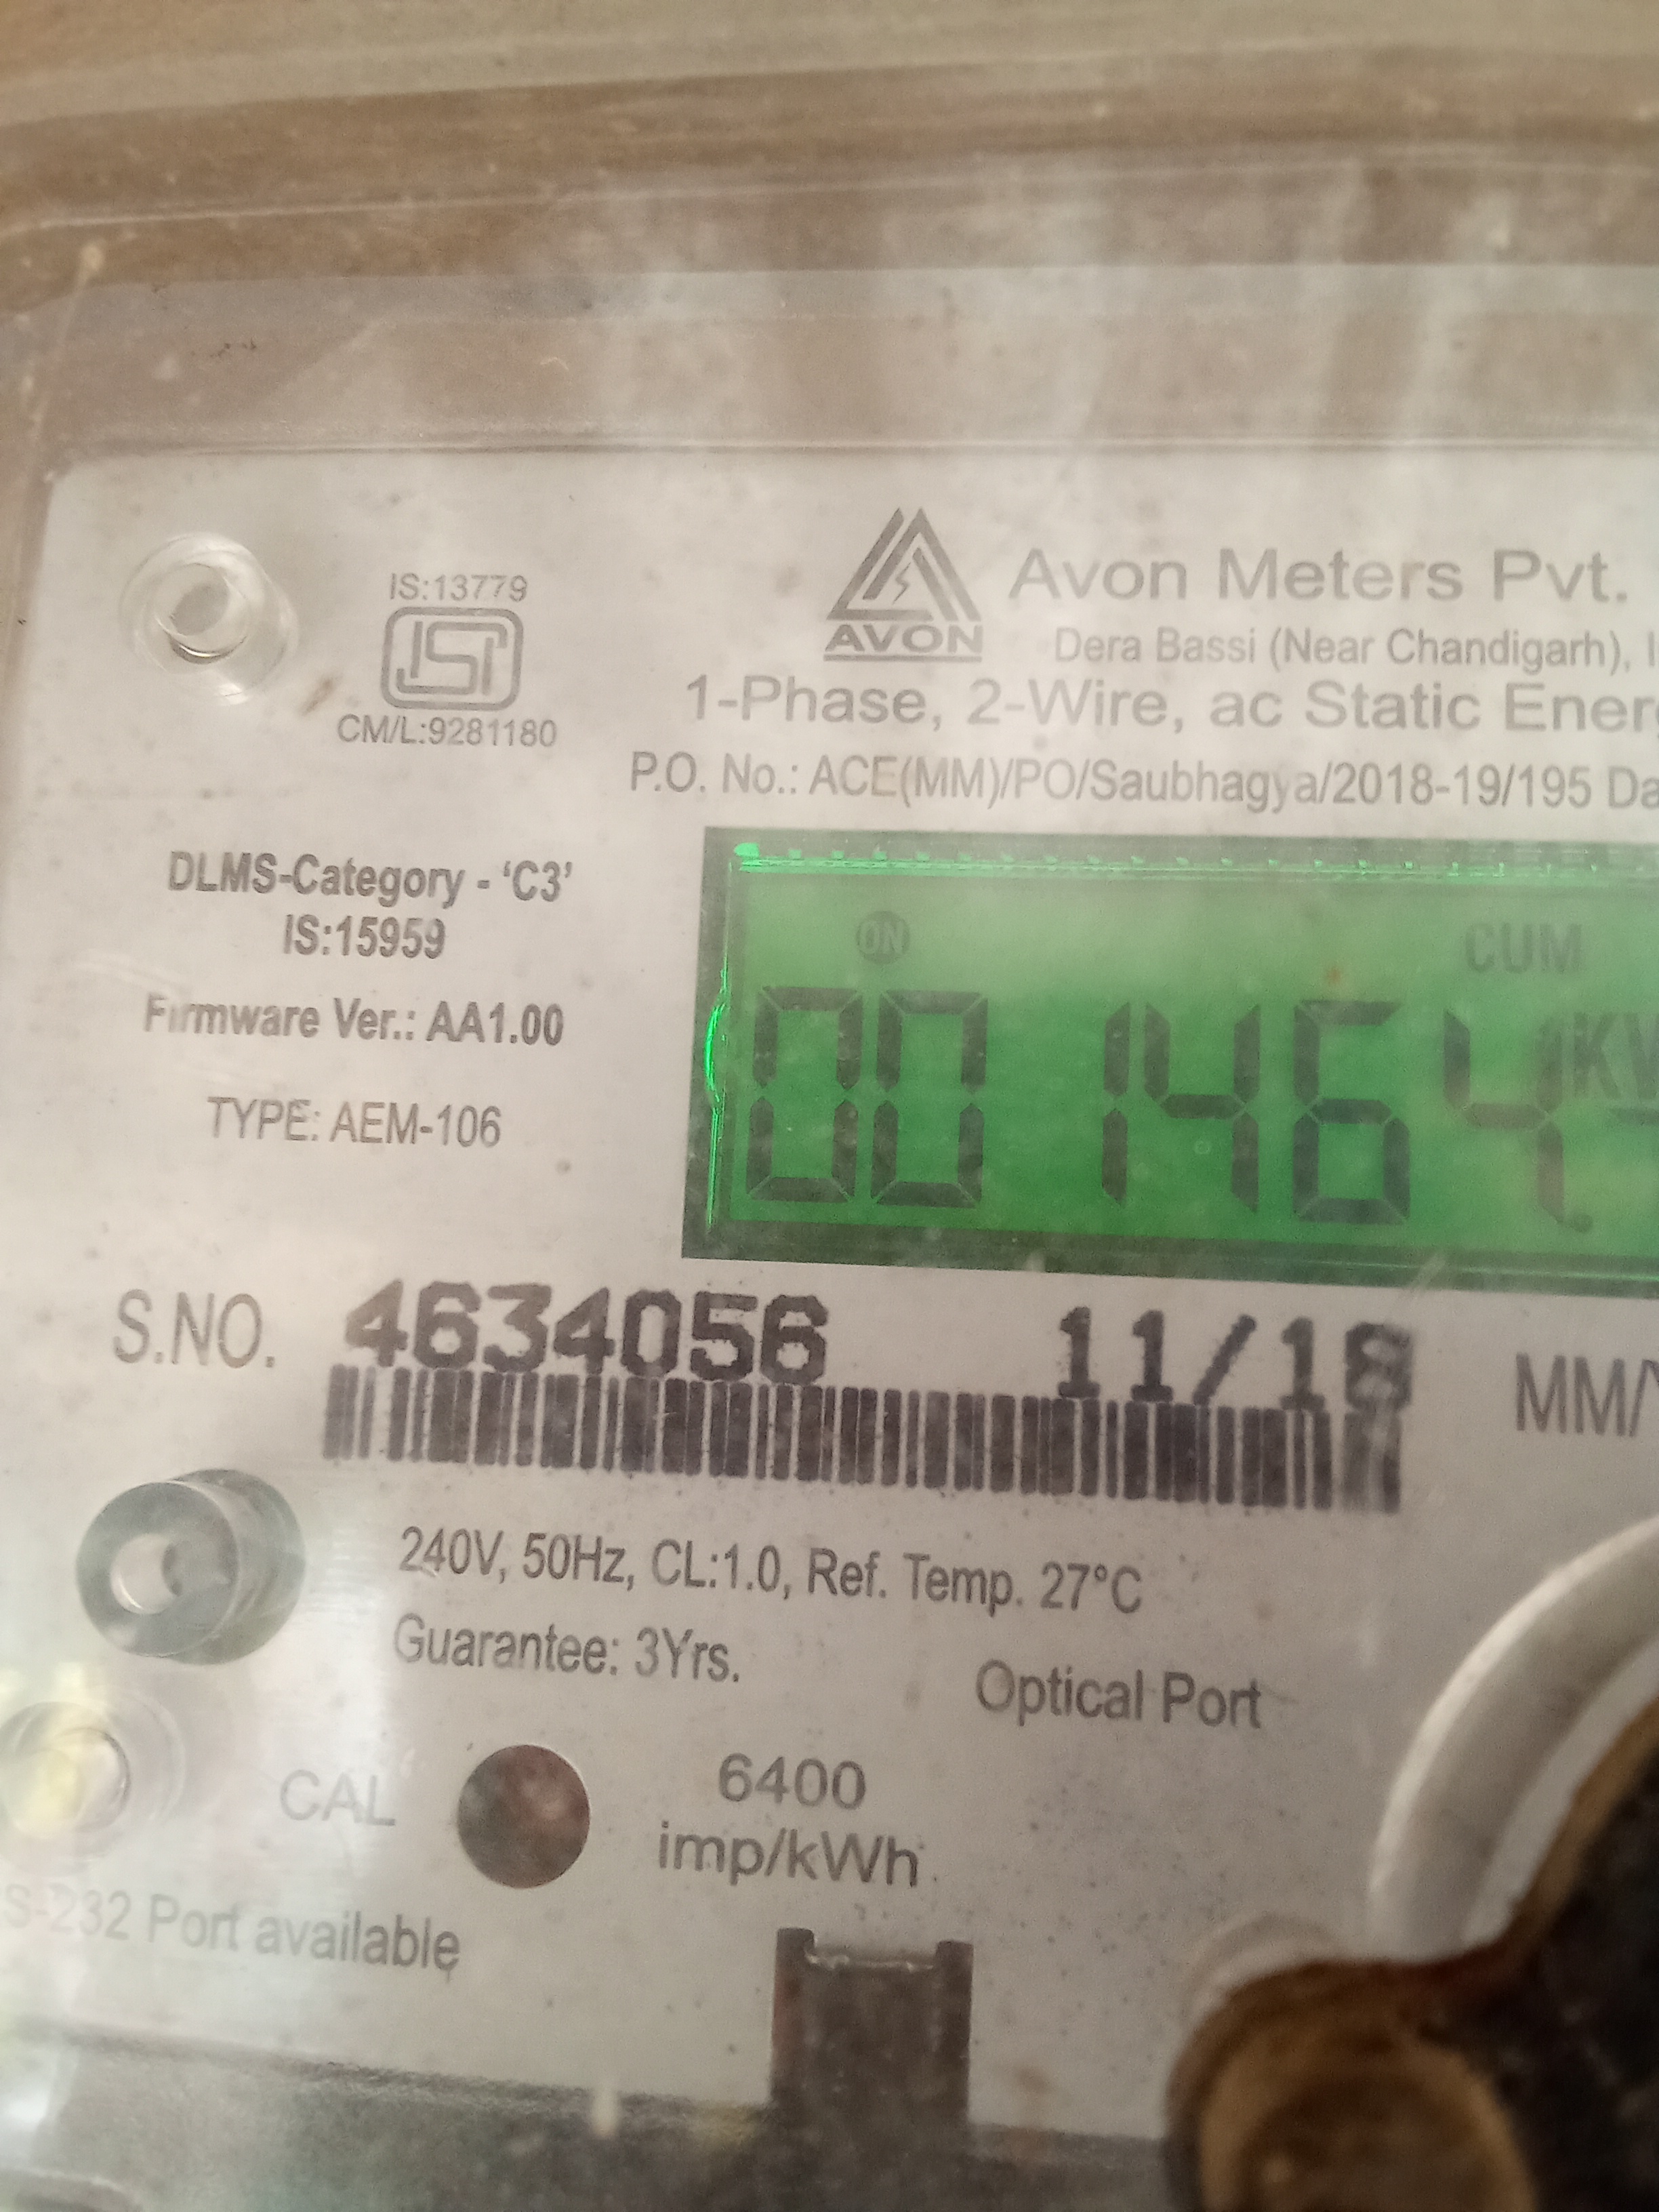 IS:13779
ISI
CM/L:9281180
AVON
Avon Meters Pvt.
Dera Bassi (Near Chandigarh),
1-Phase, 2-Wire, ac Static
P.O. No.: ACE(MM)/PO/Saubhagya/2018-19/195
DLMS-Category - ‘C3’
IS:15959
Firmware Ver.: AA1.00
TYPE: AEM-106
ON
CUM
001464
S.NO. 4634056 11/18
240V, 50Hz, CL:1.0, Ref. Temp. 27°C
Guarantee: 3Yrs.
Optical Port
CAL
6400
imp/kWh
S-232 Port available